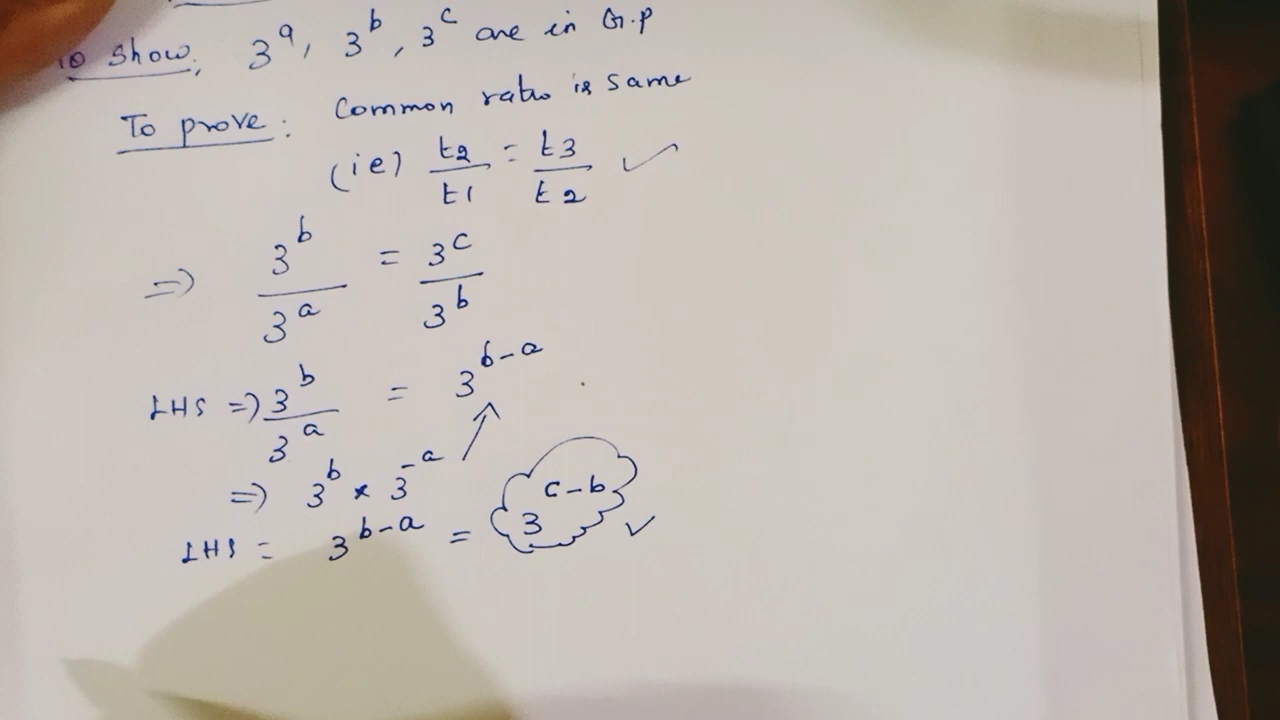 to show, 3^a, 3^b, 3^c are in G.P
To prove: Common ratio is same
(ie) t2/t1 = t3/t2 ✓
=> 3^b/3^a = 3^c/3^b
LHS => 3^b/3^a = 3^(b-a)
=> 3^b × 3^-a
LHS = 3^(b-a) = 3^(c-b) ✓